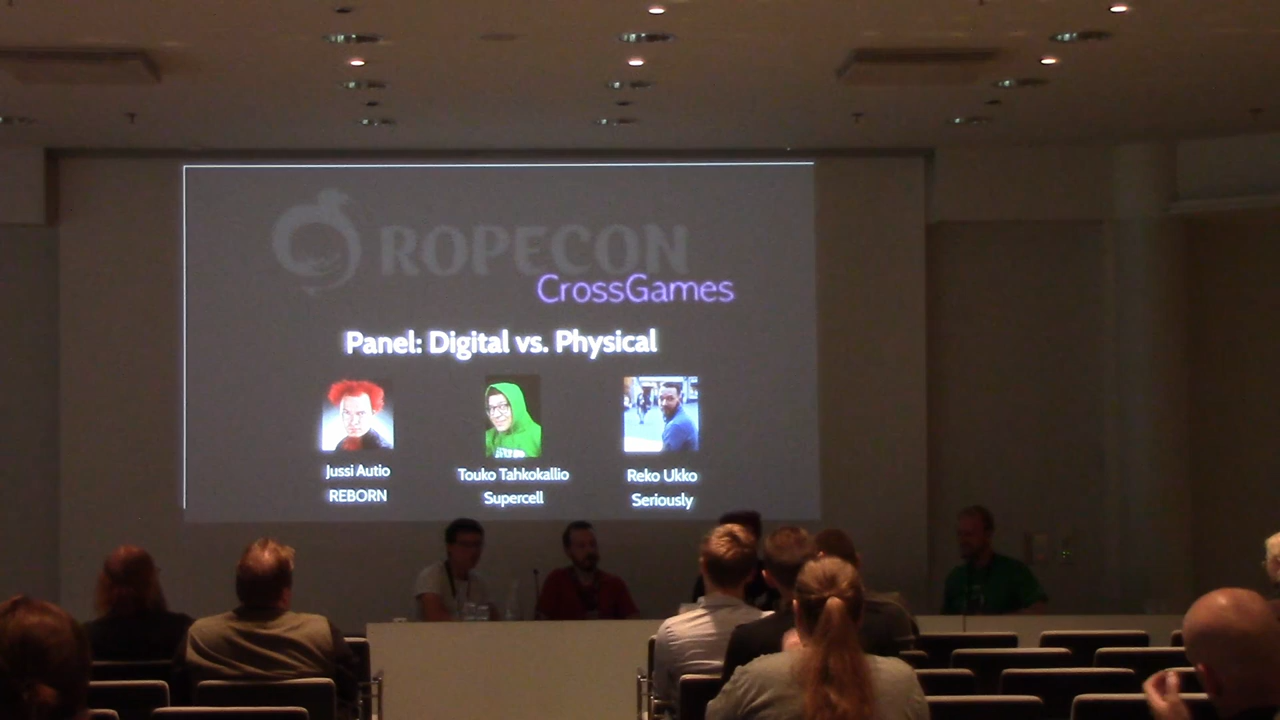 ROPECON
CrossGames
Panel: Digital vs. Physical
Jussi Autio
REBORN
Touko Tahkokallio
Supercell
Reko Ukko
Seriously